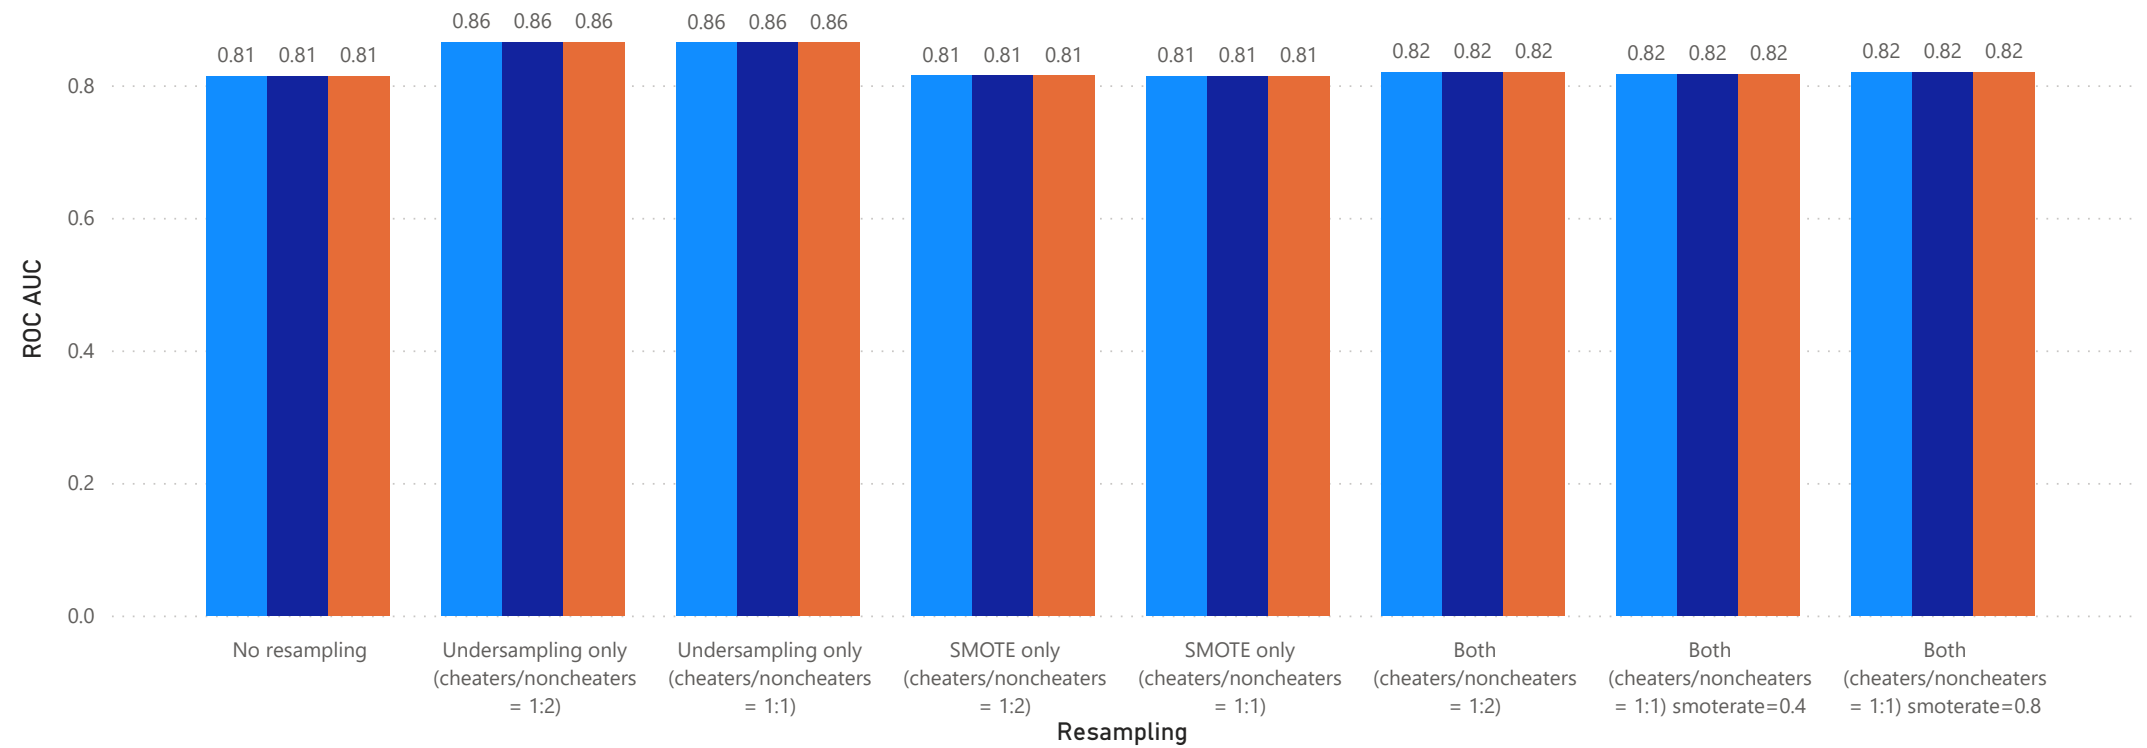 0.81 0.81 0.81
0.86 0.86 0.86
0.86 0.86 0.86
0.81 0.81 0.81
0.81 0.81 0.81
0.82 0.82 0.82
0.82 0.82 0.82
0.82 0.82 0.82
0.8
0.6
0.4
0.2
0.0
ROC AUC
No resampling
Undersampling only
(cheaters/noncheaters
= 1:2)
Undersampling only
(cheaters/noncheaters
= 1:1)
SMOTE only
(cheaters/noncheaters
= 1:2)
SMOTE only
(cheaters/noncheaters
= 1:1)
Both
(cheaters/noncheaters
= 1:2)
Both
(cheaters/noncheaters
= 1:1) smoterate=0.4
Both
(cheaters/noncheaters
= 1:1) smoterate=0.8
Resampling